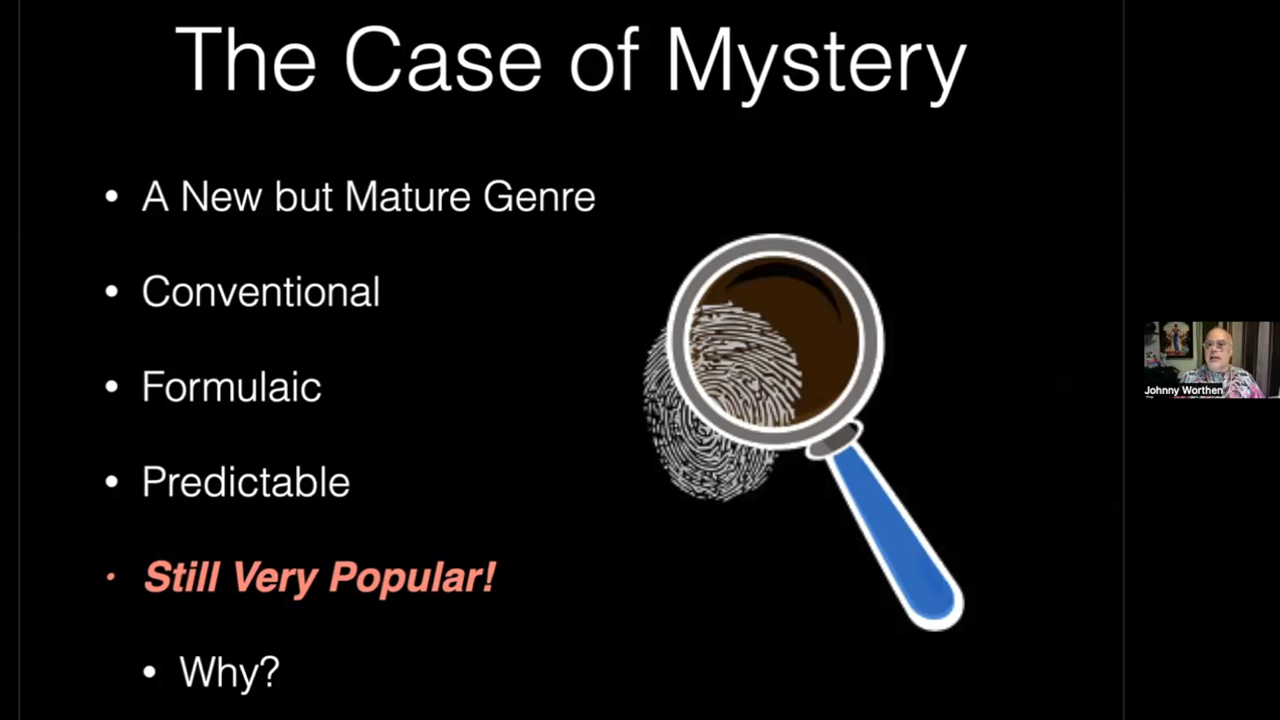 The Case of Mystery
• A New but Mature Genre
• Conventional
• Formulaic
• Predictable
• Still Very Popular!
• Why?
Johnny Worthen